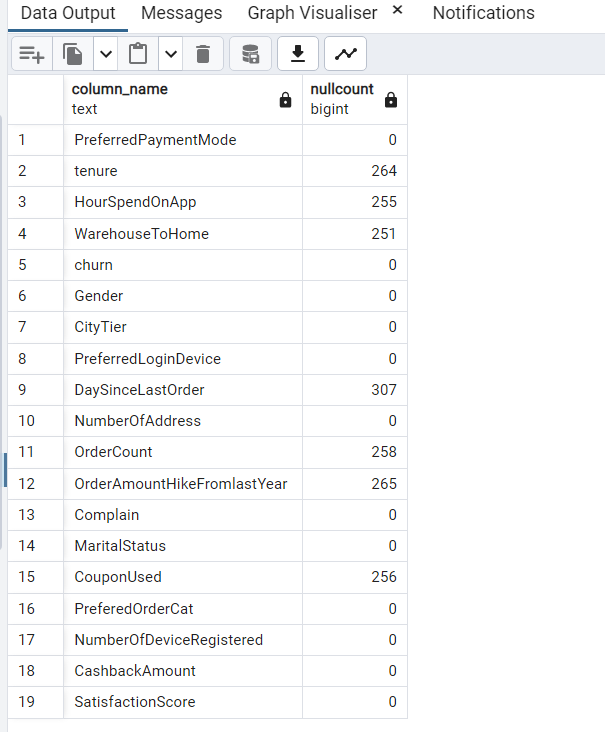 Data Output Messages Graph Visualiser × Notifications
column_name nullcount
text bigint
1 PreferredPaymentMode 0
2 tenure 264
3 HourSpendOnApp 255
4 WarehouseToHome 251
5 churn 0
6 Gender 0
7 CityTier 0
8 PreferredLoginDevice 0
9 DaySinceLastOrder 307
10 NumberOfAddress 0
11 OrderCount 258
12 OrderAmountHikeFromlastYear 265
13 Complain 0
14 MaritalStatus 0
15 CouponUsed 256
16 PreferedOrderCat 0
17 NumberOfDeviceRegistered 0
18 CashbackAmount 0
19 SatisfactionScore 0